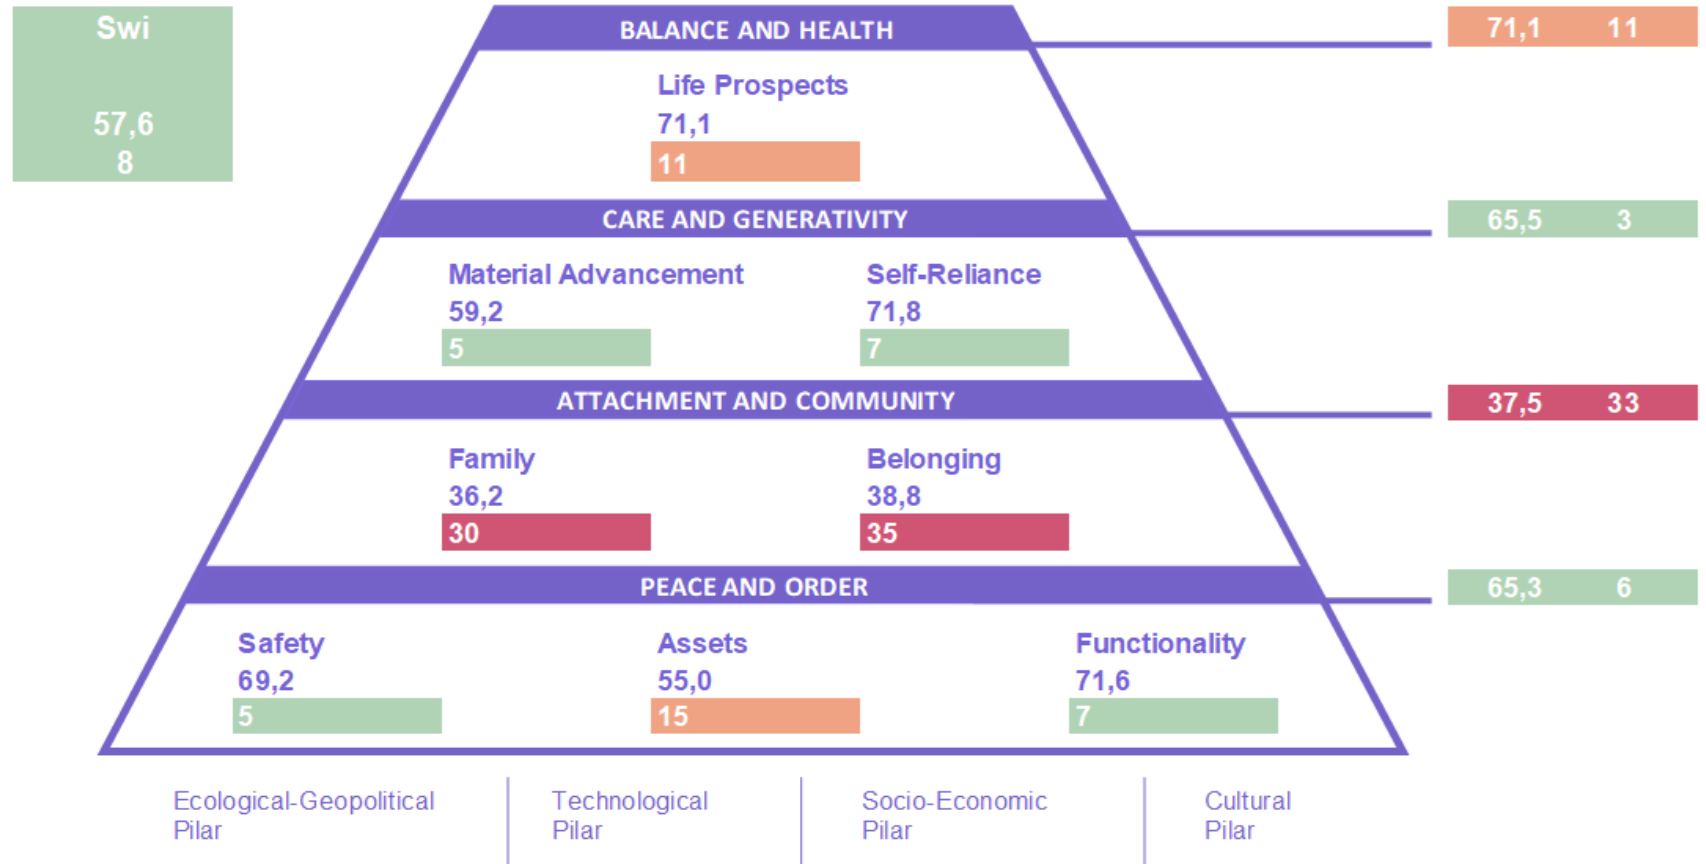 Swi
57,6
8
BALANCE AND HEALTH
71,1 11
Life Prospects
71,1
11
CARE AND GENERATIVITY
65,5 3
Material Advancement
59,2
5
Self-Reliance
71,8
7
ATTACHMENT AND COMMUNITY
37,5 33
Family
36,2
30
Belonging
38,8
35
PEACE AND ORDER
65,3 6
Safety
69,2
5
Assets
55,0
15
Functionality
71,6
7
Ecological-Geopolitical
Pilar
Technological
Pilar
Socio-Economic
Pilar
Cultural
Pilar